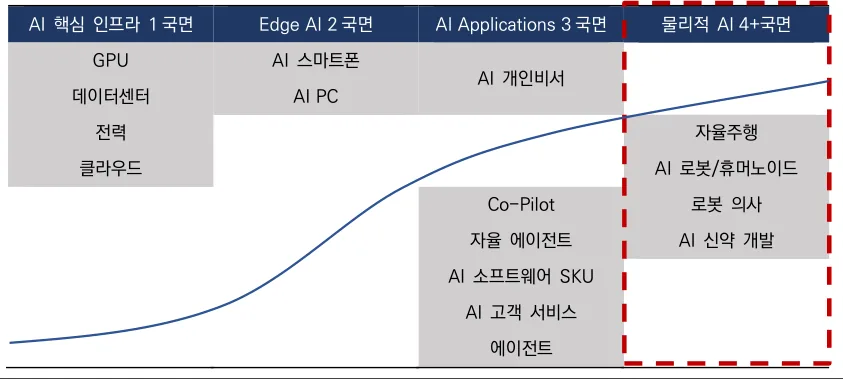 AI 핵심 인프라 1국면
Edge AI 2국면
AI Applications 3국면
물리적 AI 4+국면
GPU
데이터센터
전력
클라우드
AI 스마트폰
AI PC
AI 개인비서
Co-Pilot
자율 에이전트
AI 소프트웨어 SKU
AI 고객 서비스
에이전트
자율주행
AI 로봇/휴머노이드
로봇 의사
AI 신약 개발